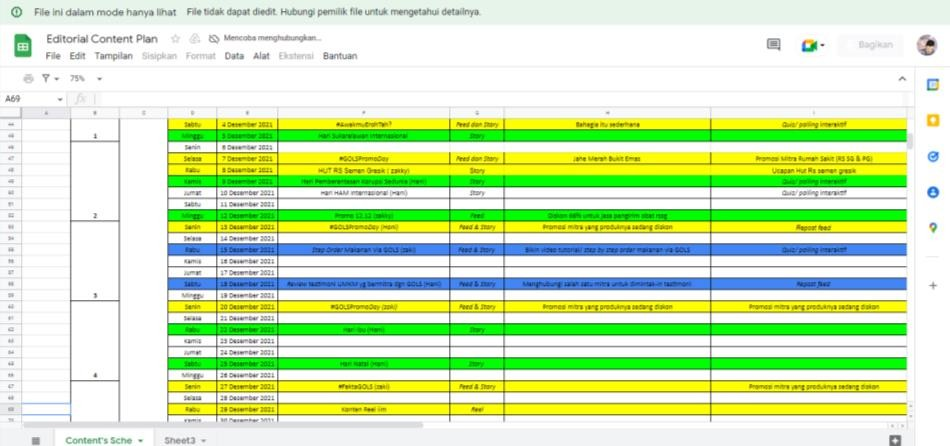 File ini dalam mode hanya lihat File tidak dapat diedit. Hubungi pemilik file untuk mengetahui detailnya.
Editorial Content Plan Mencoba menghubungkan...
File Edit Tampilan Sisipkan Format Data Alat Ekstensi Bantuan Bagikan
75%
A69 fx
A B C D E F G H I
44 Sabtu 4 Desember 2021 #AwakmuErohTah? Feed dan Story Bahagia itu sederhana Quiz/ polling interaktif
45 1 Minggu 5 Desember 2021 Hari Sukarelawan Internasional Story
46 Senin 6 Desember 2021
47 Selasa 7 Desember 2021 #GOLSPromoDay Feed dan Story Jahe Merah Bukit Emas Promosi Mitra Rumah Sakit (RS SG & PG)
48 Rabu 8 Desember 2021 HUT RS Semen Gresik ( zakky) Story Ucapan Hut Rs semen gresik
49 Kamis 9 Desember 2021 Hari Pemberantasan Korupsi Sedunia (Hani) Story Quiz/ polling interaktif
50 Jumat 10 Desember 2021 Hari HAM Internasional (Hani) Story Quiz/ polling interaktif
51 Sabtu 11 Desember 2021
52 2 Minggu 12 Desember 2021 Promo 12.12 (zakky) Feed Diskon untuk jasa pengirim obat rssg
53 Senin 13 Desember 2021 #GOLSPromoDay (Hani) Feed & Story Promosi mitra yang produknya sedang diskon Repost feed
54 Selasa 14 Desember 2021
55 Rabu 15 Desember 2021 Step Order Makanan via GOLS (zaki) Feed & Story Bikin video tutorial/ step by step order makanan via GOLS Quiz/ polling interaktif
56 Kamis 16 Desember 2021
57 Jumat 17 Desember 2021
58 Sabtu 18 Desember 2021 Review testimoni UMKM yg bermitra dgn GOLS (Hani) Feed & Story Menghubungi salah satu mitra untuk dimintak-in testimoni Repost feed
59 3 Minggu 19 Desember 2021
60 Senin 20 Desember 2021 #GOLSPromoDay (zaki) Feed & Story Promosi mitra yang produknya sedang diskon Promosi mitra yang produknya sedang diskon
61 Selasa 21 Desember 2021
62 Rabu 22 Desember 2021 Hari Ibu (Hani) Story
63 Kamis 23 Desember 2021
64 Jumat 24 Desember 2021
65 Sabtu 25 Desember 2021 Hari Natal (Hani) Story
66 4 Minggu 26 Desember 2021
67 Senin 27 Desember 2021 #FaktaGOLS (zaki) Feed & Story Promosi mitra yang produknya sedang diskon
68 Selasa 28 Desember 2021
69 Rabu 29 Desember 2021 Konten Reel iim Reel
70 Kamis 30 Desember 2021
Content's Sche Sheet3